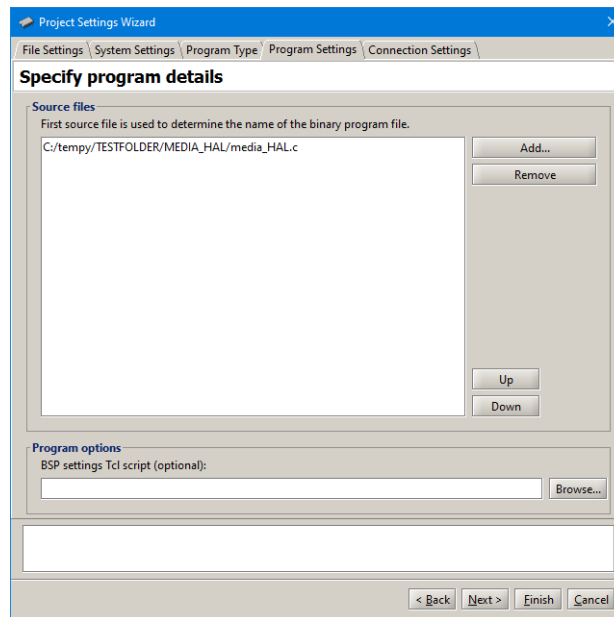 Project Settings Wizard
File Settings System Settings Program Type Program Settings Connection Settings
Specify program details
Source files
First source file is used to determine the name of the binary program file.
C:/tempy/TESTFOLDER/MEDIA_HAL/media_HAL.c
Add...
Remove
Up
Down
Program options
BSP settings Tcl script (optional):
Browse...
< Back Next > Finish Cancel